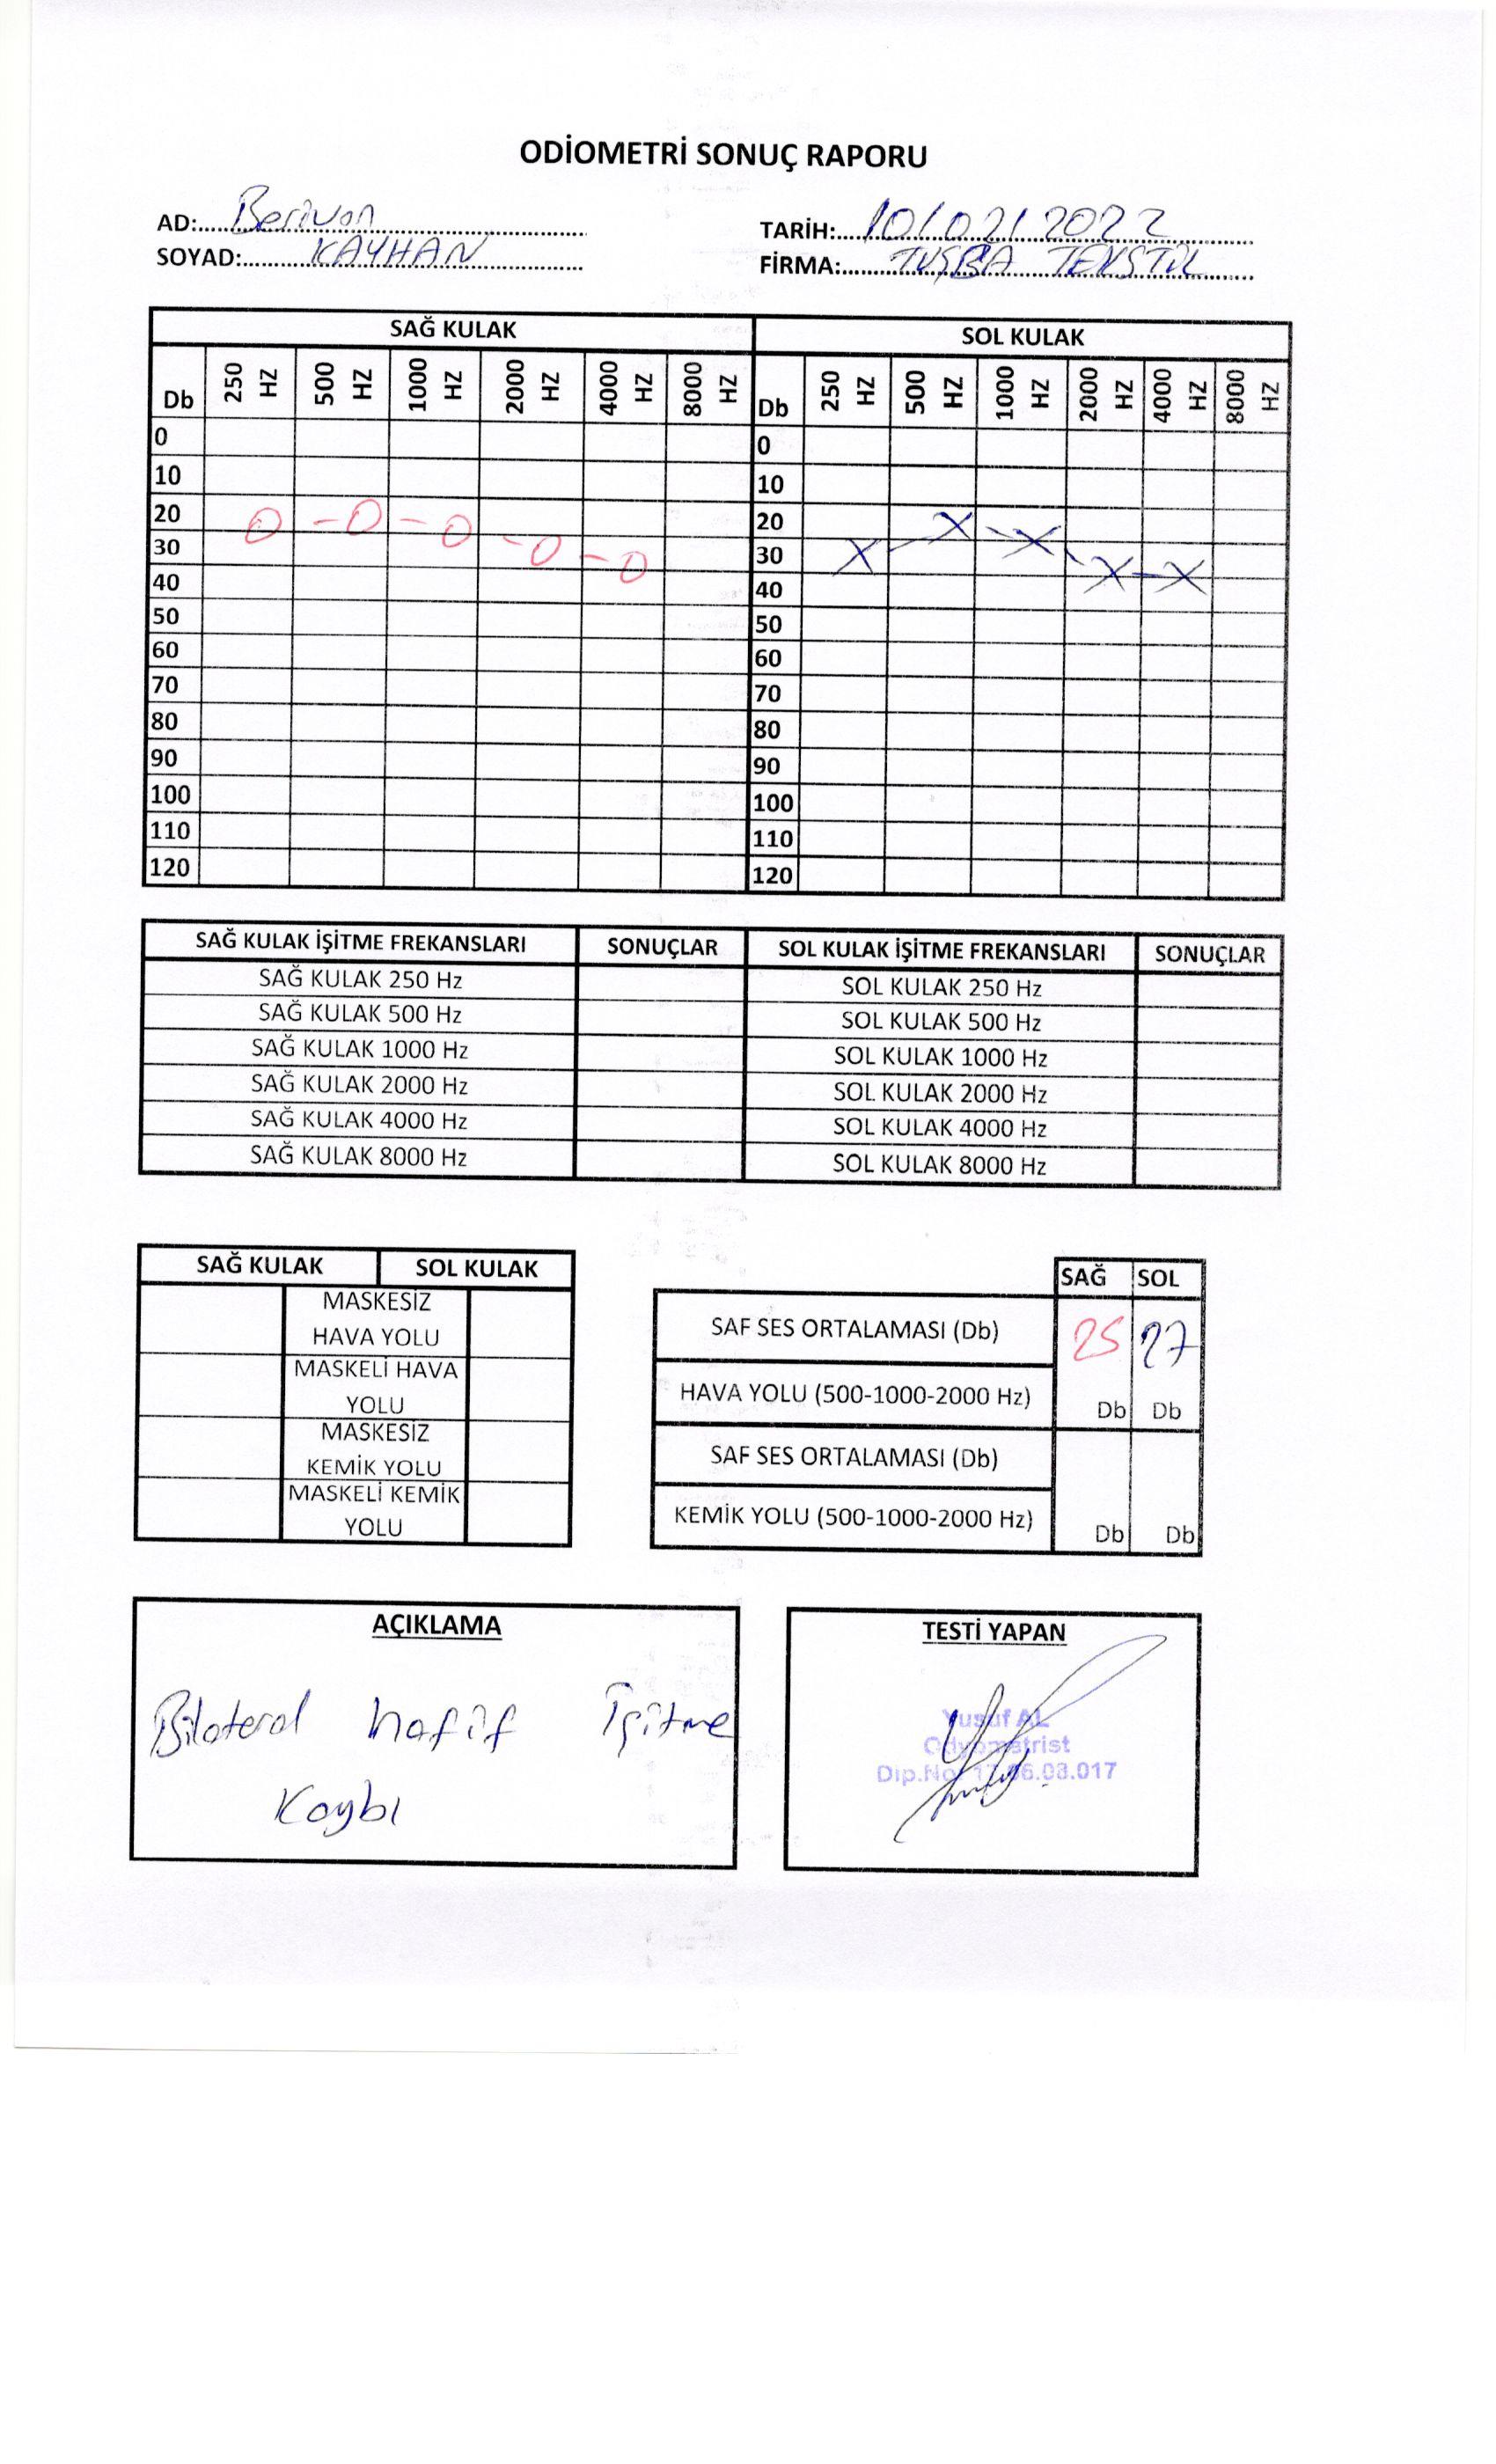 ODİOMETRİ SONUÇ RAPORU
AD: Berivan
TARİH: 10/02/2022
SOYAD: KAYHAN
FİRMA: TUŞBA TEKSTİL
SAĞ KULAK SOL KULAK
Db 250 HZ 500 HZ 1000 HZ 2000 HZ 4000 HZ 8000 HZ Db 250 HZ 500 HZ 1000 HZ 2000 HZ 4000 HZ 8000 HZ
0 0
10 10
20 20
30 30
40 40
50 50
60 60
70 70
80 80
90 90
100 100
110 110
120 120
SAĞ KULAK İŞİTME FREKANSLARI SONUÇLAR SOL KULAK İŞİTME FREKANSLARI SONUÇLAR
SAĞ KULAK 250 Hz SOL KULAK 250 Hz
SAĞ KULAK 500 Hz SOL KULAK 500 Hz
SAĞ KULAK 1000 Hz SOL KULAK 1000 Hz
SAĞ KULAK 2000 Hz SOL KULAK 2000 Hz
SAĞ KULAK 4000 Hz SOL KULAK 4000 Hz
SAĞ KULAK 8000 Hz SOL KULAK 8000 Hz
SAĞ KULAK SOL KULAK
MASKESİZ
HAVA YOLU
MASKELİ HAVA
YOLU
MASKESİZ
KEMİK YOLU
MASKELİ KEMİK
YOLU
SAĞ SOL
SAF SES ORTALAMASI (Db) 25 27
HAVA YOLU (500-1000-2000 Hz) Db Db
SAF SES ORTALAMASI (Db)
KEMİK YOLU (500-1000-2000 Hz) Db Db
AÇIKLAMA
Bilateral hafif İşitme
Kaybı
TESTİ YAPAN
Yusuf AL
Odyometrist
Dip.No: